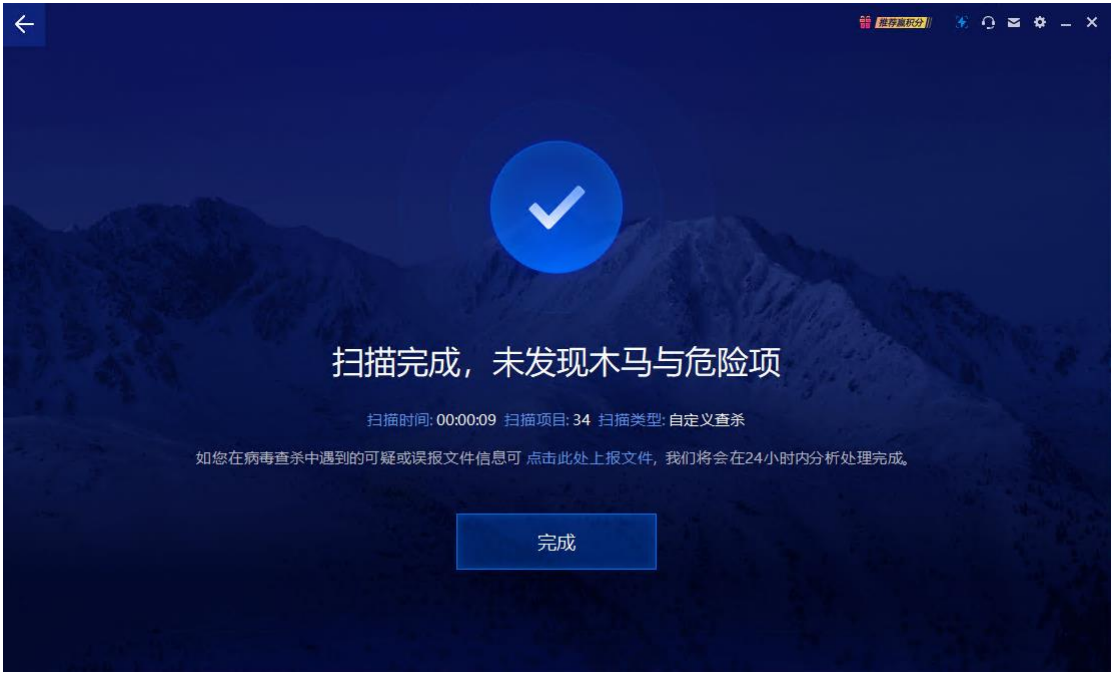 推荐赢积分
扫描完成，未发现木马与危险项
扫描时间: 00:00:09 扫描项目: 34 扫描类型: 自定义查杀
如您在病毒查杀中遇到的可疑或误报文件信息可 点击此处上报文件, 我们将会在24小时内分析处理完成。
完成